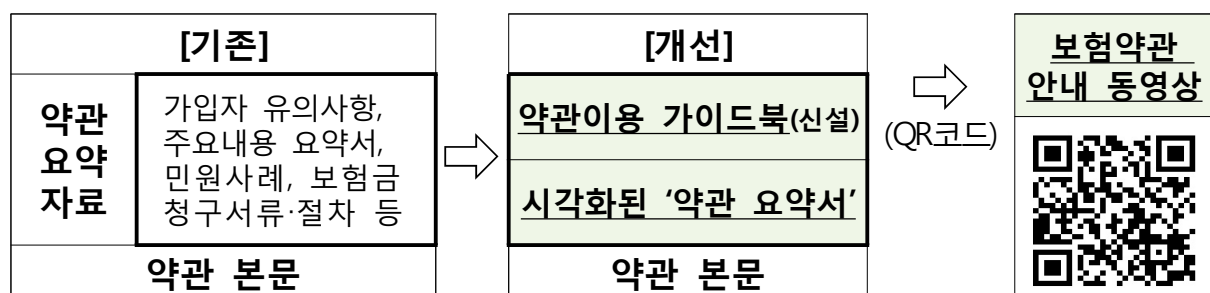 [기존]
약관
요약
자료
가입자 유의사항,
주요내용 요약서,
민원사례, 보험금
청구서류·절차 등
약관 본문
[개선]
약관이용 가이드북(신설)
시각화된 ‘약관 요약서’
약관 본문
(QR코드)
보험약관
안내 동영상